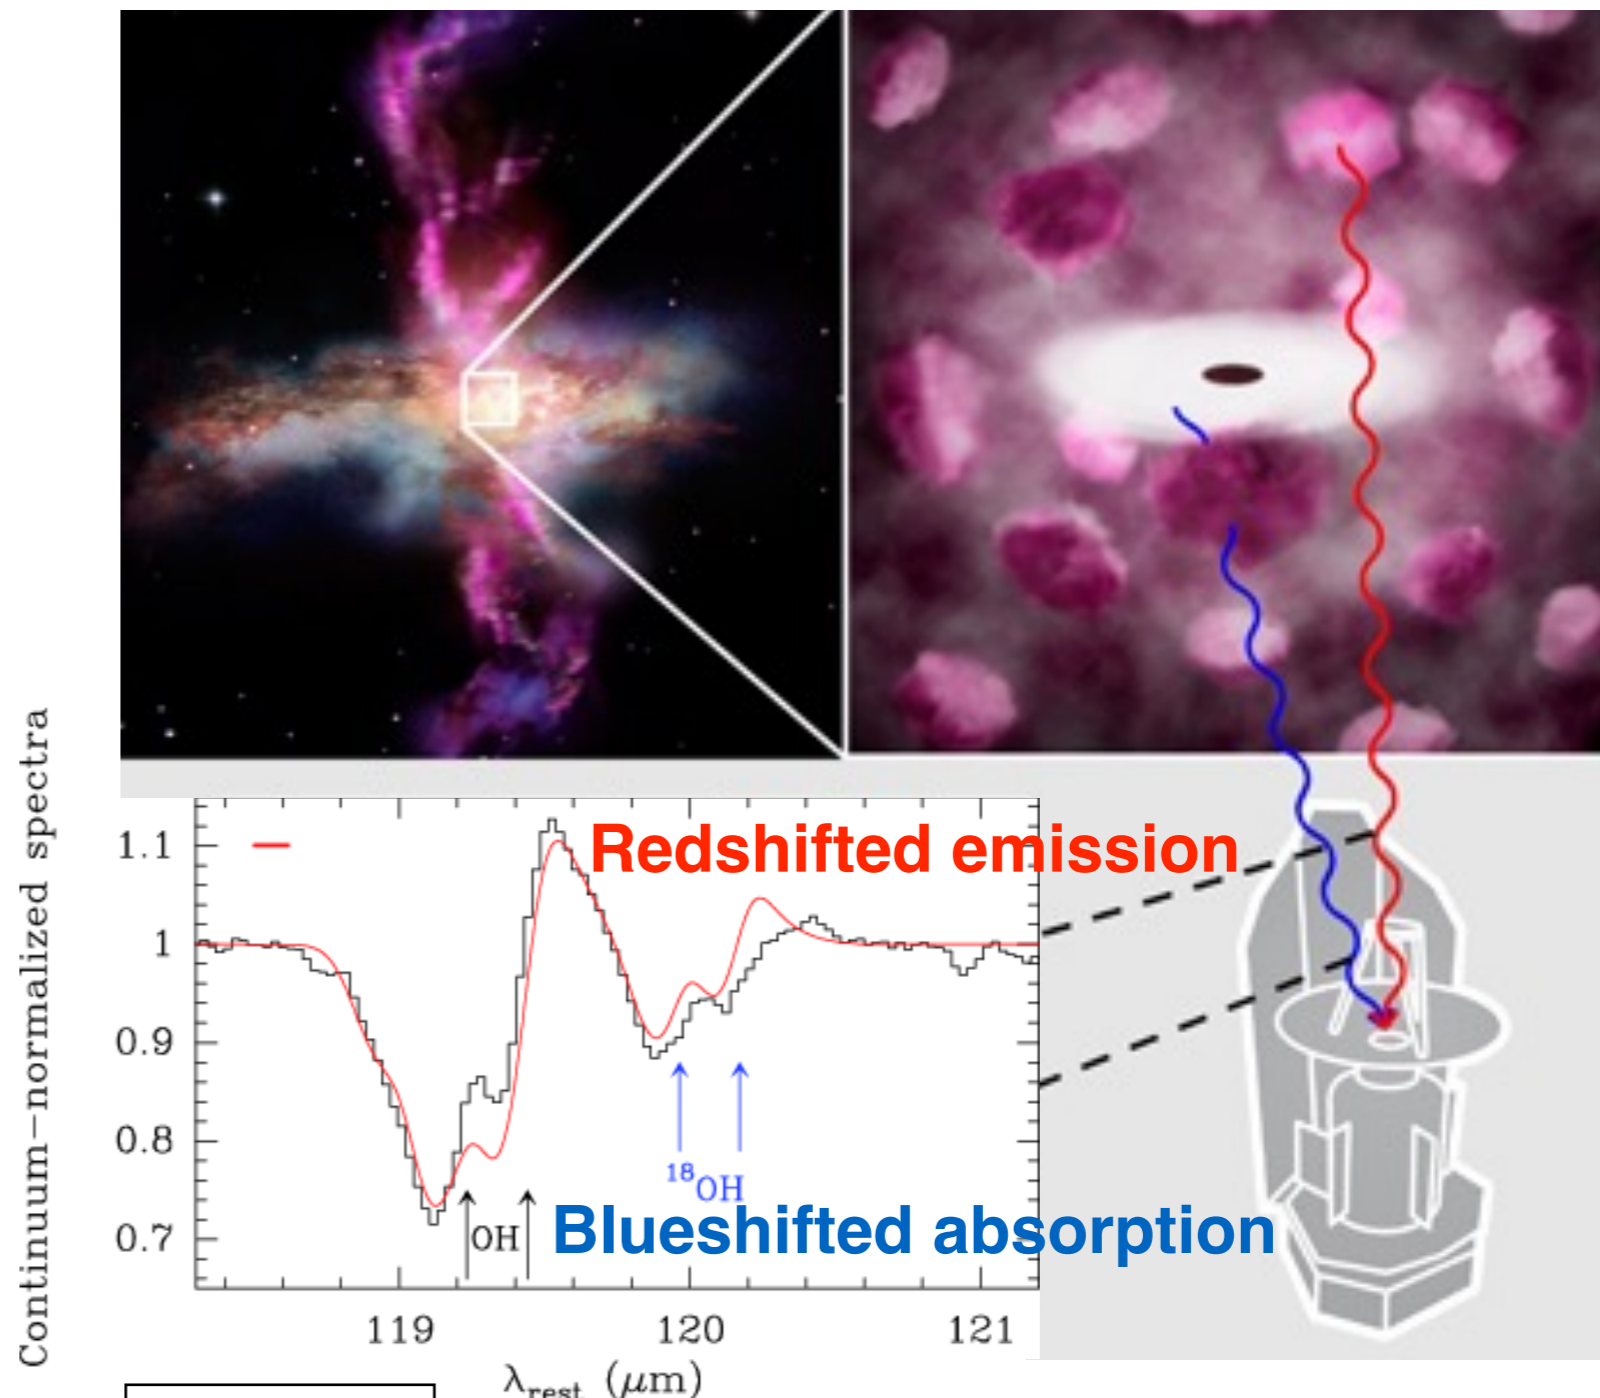 Continuum-normalized spectra
1.1
1
0.9
0.8
0.7
Redshifted emission
18OH
OH
Blueshifted absorption
119
120
121
λrest (μm)